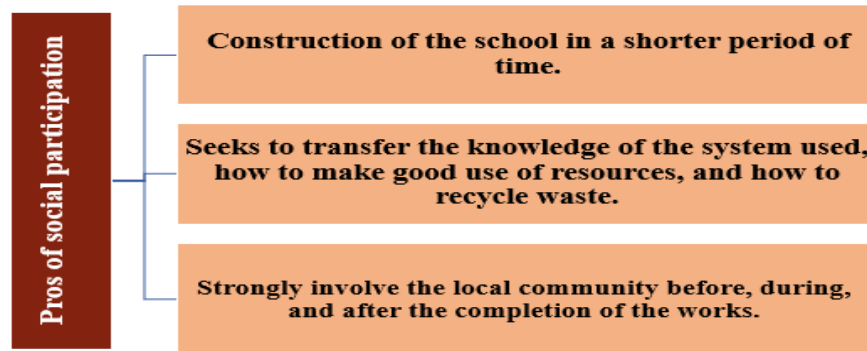 Pros of social participation
Construction of the school in a shorter period of
time.
Seeks to transfer the knowledge of the system used,
how to make good use of resources, and how to
recycle waste.
Strongly involve the local community before, during,
and after the completion of the works.